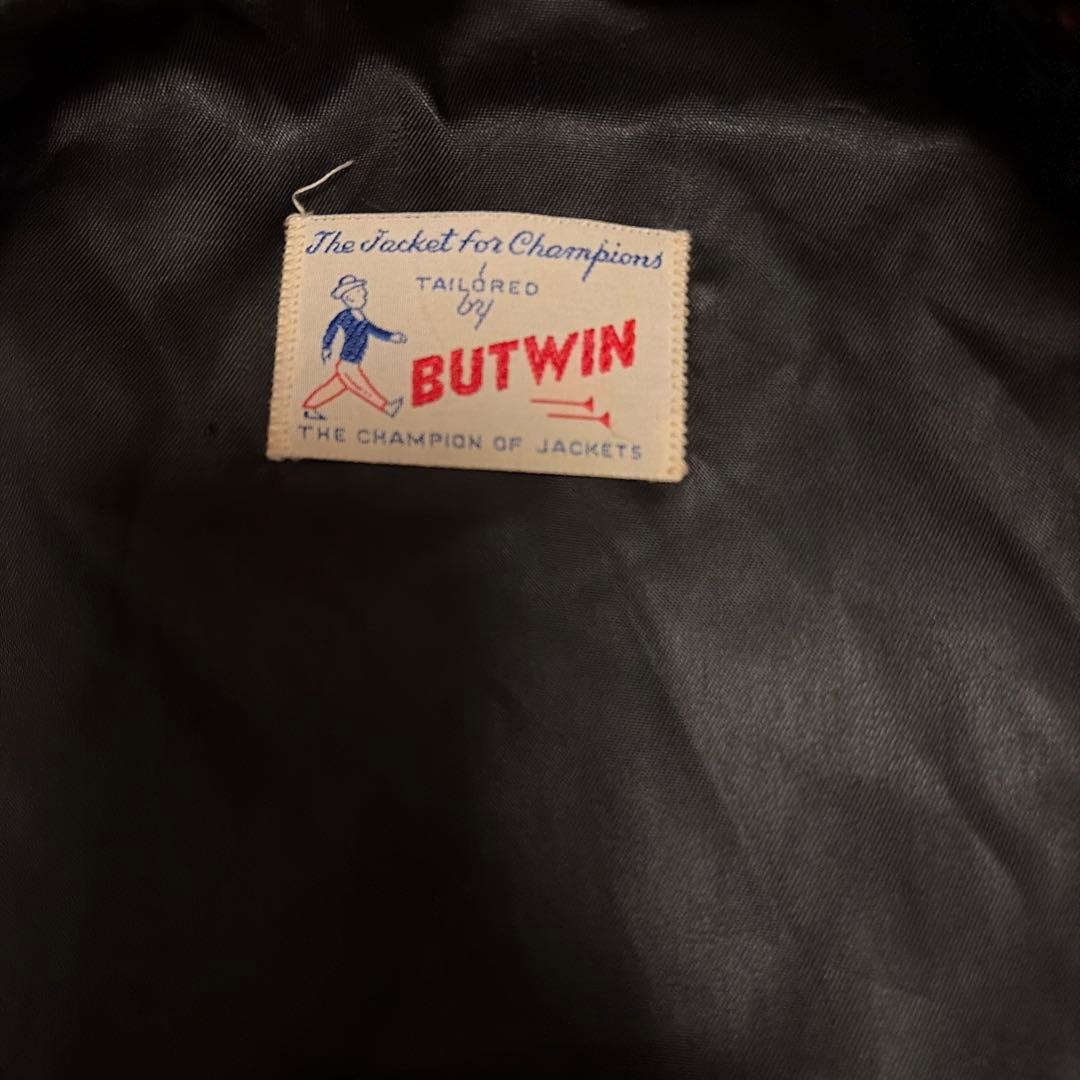 The Jacket for Champions
TAILORED
by
BUTWIN
THE CHAMPION OF JACKETS